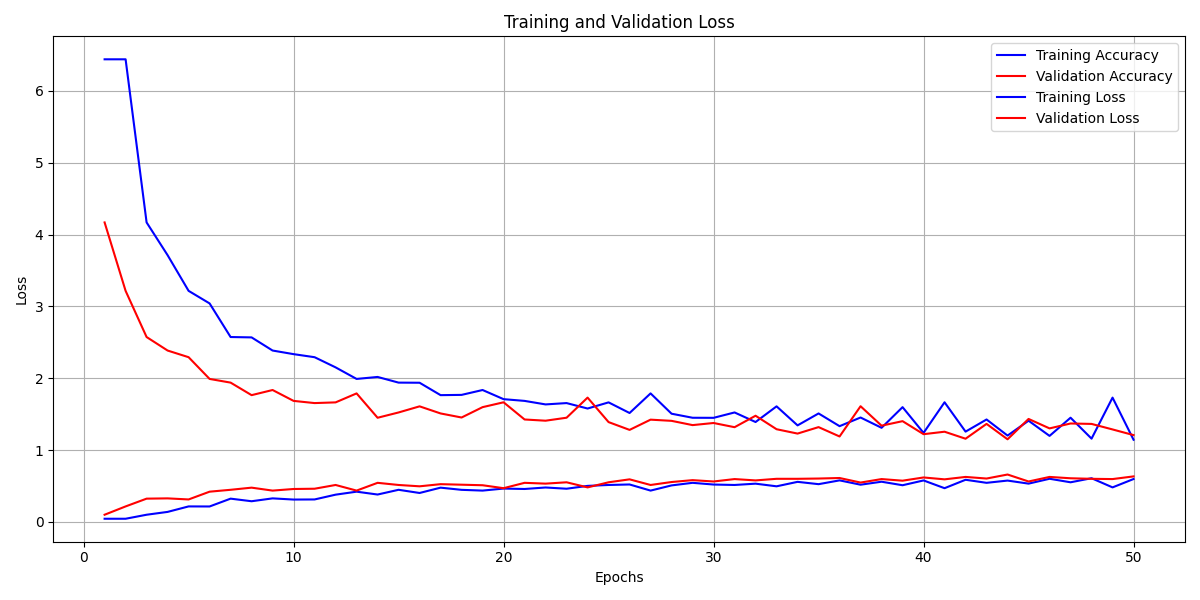 Training and Validation Loss
Training Accuracy
Validation Accuracy
Training Loss
Validation Loss
Loss
6
5
4
3
2
1
0
0 10 20 30 40 50
Epochs